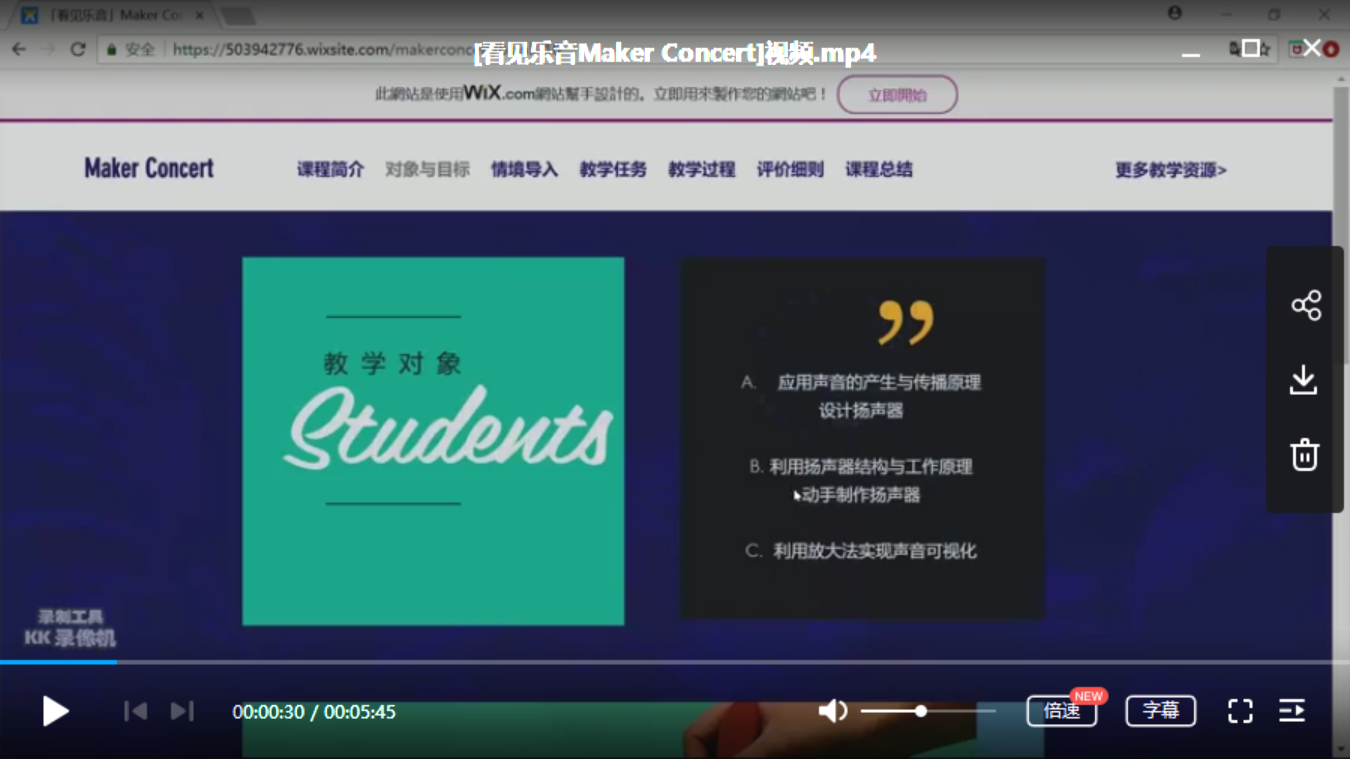 「看见乐音」Maker Co
安全 https://503942776.wixsite.com/makerconc
[看见乐音Maker Concert]视频.mp4
此網站是使用WiX.com網站幫手設計的。立即用來製作您的網站吧！ 立即開始
Maker Concert 课程简介 对象与目标 情境导入 教学任务 教学过程 评价细则 课程总结 更多教学资源>
教学对象
Students
A. 应用声音的产生与传播原理
设计扬声器
B. 利用扬声器结构与工作原理
动手制作扬声器
C. 利用放大法实现声音可视化
录制工具
KK 录像机
00:00:30 / 00:05:45 倍速 NEW 字幕